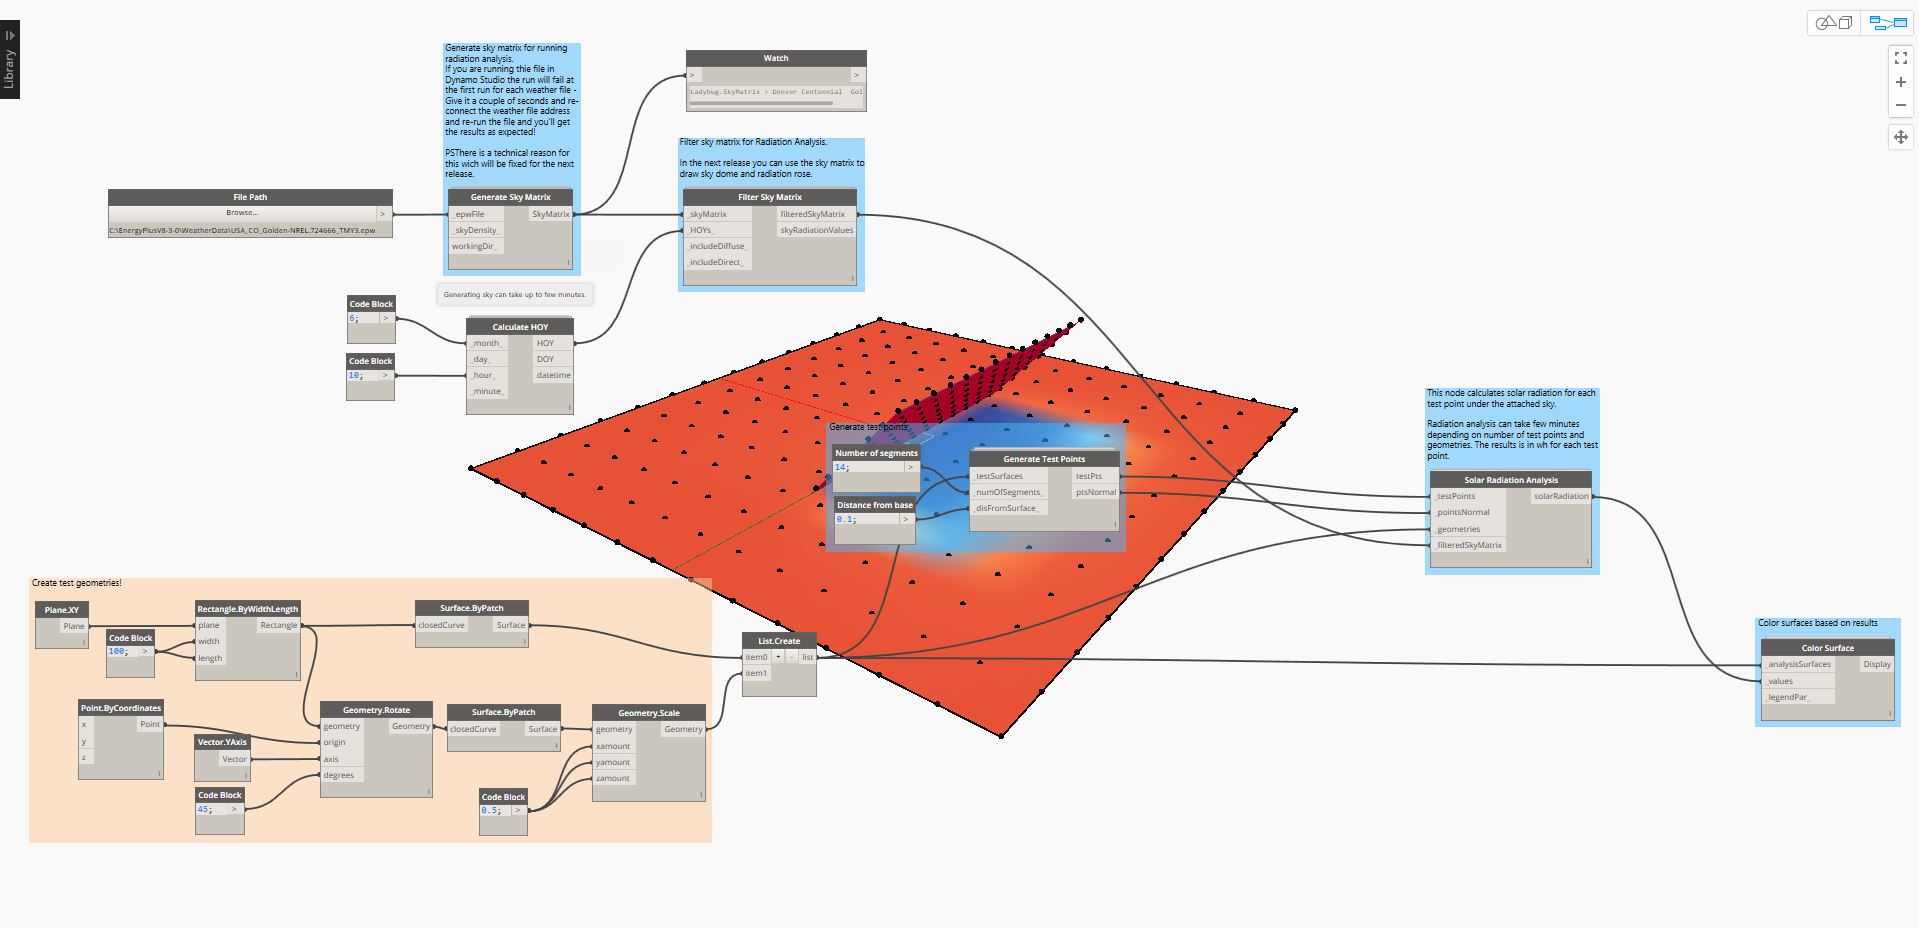 Library
Generate sky matrix for running
radiation analysis.
If you are running thie file in
Dynamo Studio the run will fail at
the first run for each weather file -
Give it a couple of seconds and re-
connect the weather file address
and re-run the file and you'll get
the results as expected!
PSThere is a technical reason for
this wich will be fixed for the next
release.
Watch
>
>
Ladybug.SkyMatrix > Denver Centennial Gol
Filter sky matrix for Radiation Analysis.
In the next release you can use the sky matrix to
draw sky dome and radiation rose.
File Path
Browse...
>
C:\EnergyPlusV8-3-0\WeatherData\USA_CO_Golden-NREL.724666_TMY3.epw
Generate Sky Matrix
_epwFile
SkyMatrix
_skyDensity_
workingDir_
Filter Sky Matrix
_skyMatrix
filteredSkyMatrix
_HOYs_
skyRadiationValues
_includeDiffuse_
_includeDirect_
Generating sky can take up to few minutes.
Code Block
6;
>
Code Block
10;
>
Calculate HOY
_month_
HOY
_day_
DOY
_hour_
datetime
_minute_
Generate test points
Number of segments
14;
>
Distance from base
0.1;
>
Generate Test Points
_testSurfaces
testPts
_numOfSegments_
ptsNormal
_disFromSurface_
This node calculates solar radiation for each
test point under the attached sky.
Radiation analysis can take few minutes
depending on number of test points and
geometries. The results is in wh for each test
point.
Solar Radiation Analysis
_testPoints
solarRadiation
_pointsNormal
_geometries
_filteredSkyMatrix
Create test geometries!
Plane.XY
Plane
Code Block
100;
>
Rectangle.ByWidthLength
plane
Rectangle
width
length
Surface.ByPatch
closedCurve
Surface
List.Create
item0
+
-
list
item1
Color surfaces based on results
Color Surface
_analysisSurfaces
Display
_values
_legendPar_
Point.ByCoordinates
x
Point
y
z
Vector.YAxis
Vector
Code Block
45;
>
Geometry.Rotate
geometry
Geometry
origin
axis
degrees
Surface.ByPatch
closedCurve
Surface
Code Block
0.5;
>
Geometry.Scale
geometry
Geometry
xamount
yamount
zamount